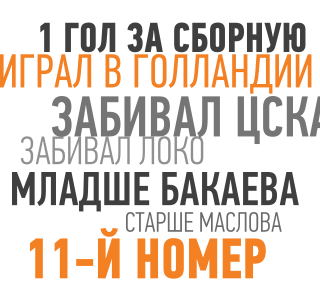 1 ГОЛ ЗА СБОРНУЮ
ИГРАЛ В ГОЛЛАНДИИ
ЗАБИВАЛ ЦСКА
ЗАБИВАЛ ЛОКО
МЛАДШЕ БАКАЕВА
СТАРШЕ МАСЛОВА
11-Й НОМЕР